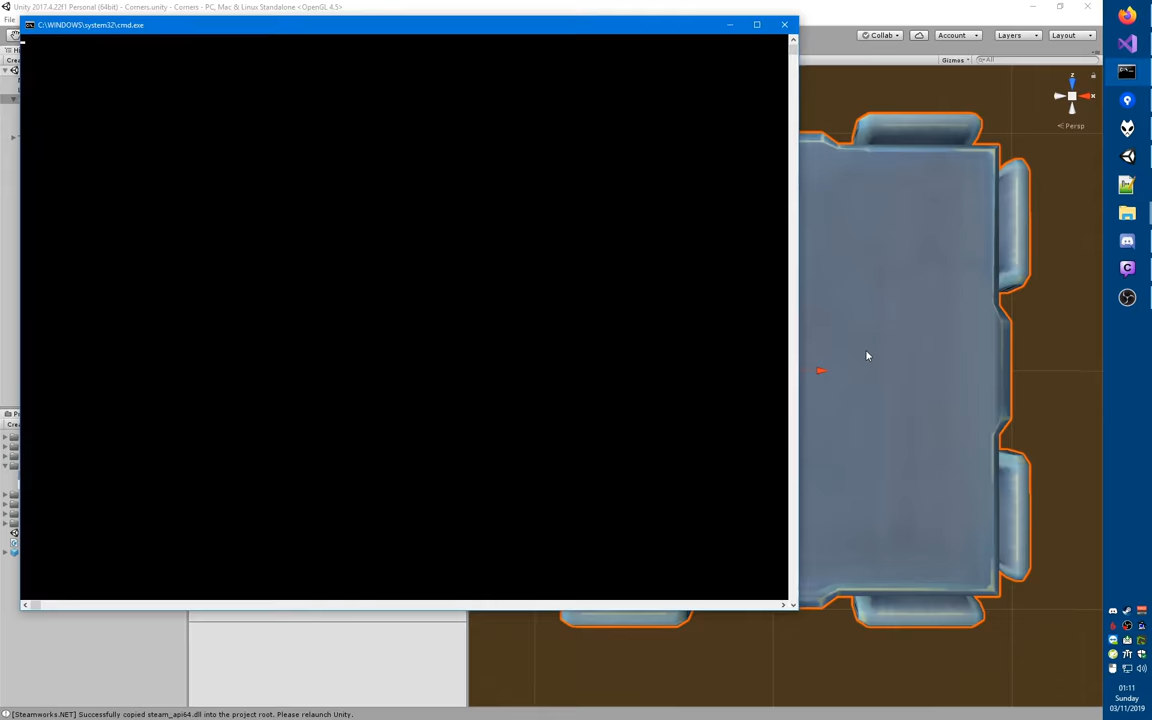 Unity 2017.4.22f1 Personal (64bit) - Corners.unity - Corners - PC, Mac & Linux Standalone <OpenGL 4.5>
File
C:\WINDOWS\system32\cmd.exe
Collab
Account
Layers
Layout
Gizmos
All
z
x
Persp
[Steamworks.NET] Successfully copied steam_api64.dll into the project root. Please relaunch Unity.
01:11
Sunday
03/11/2019